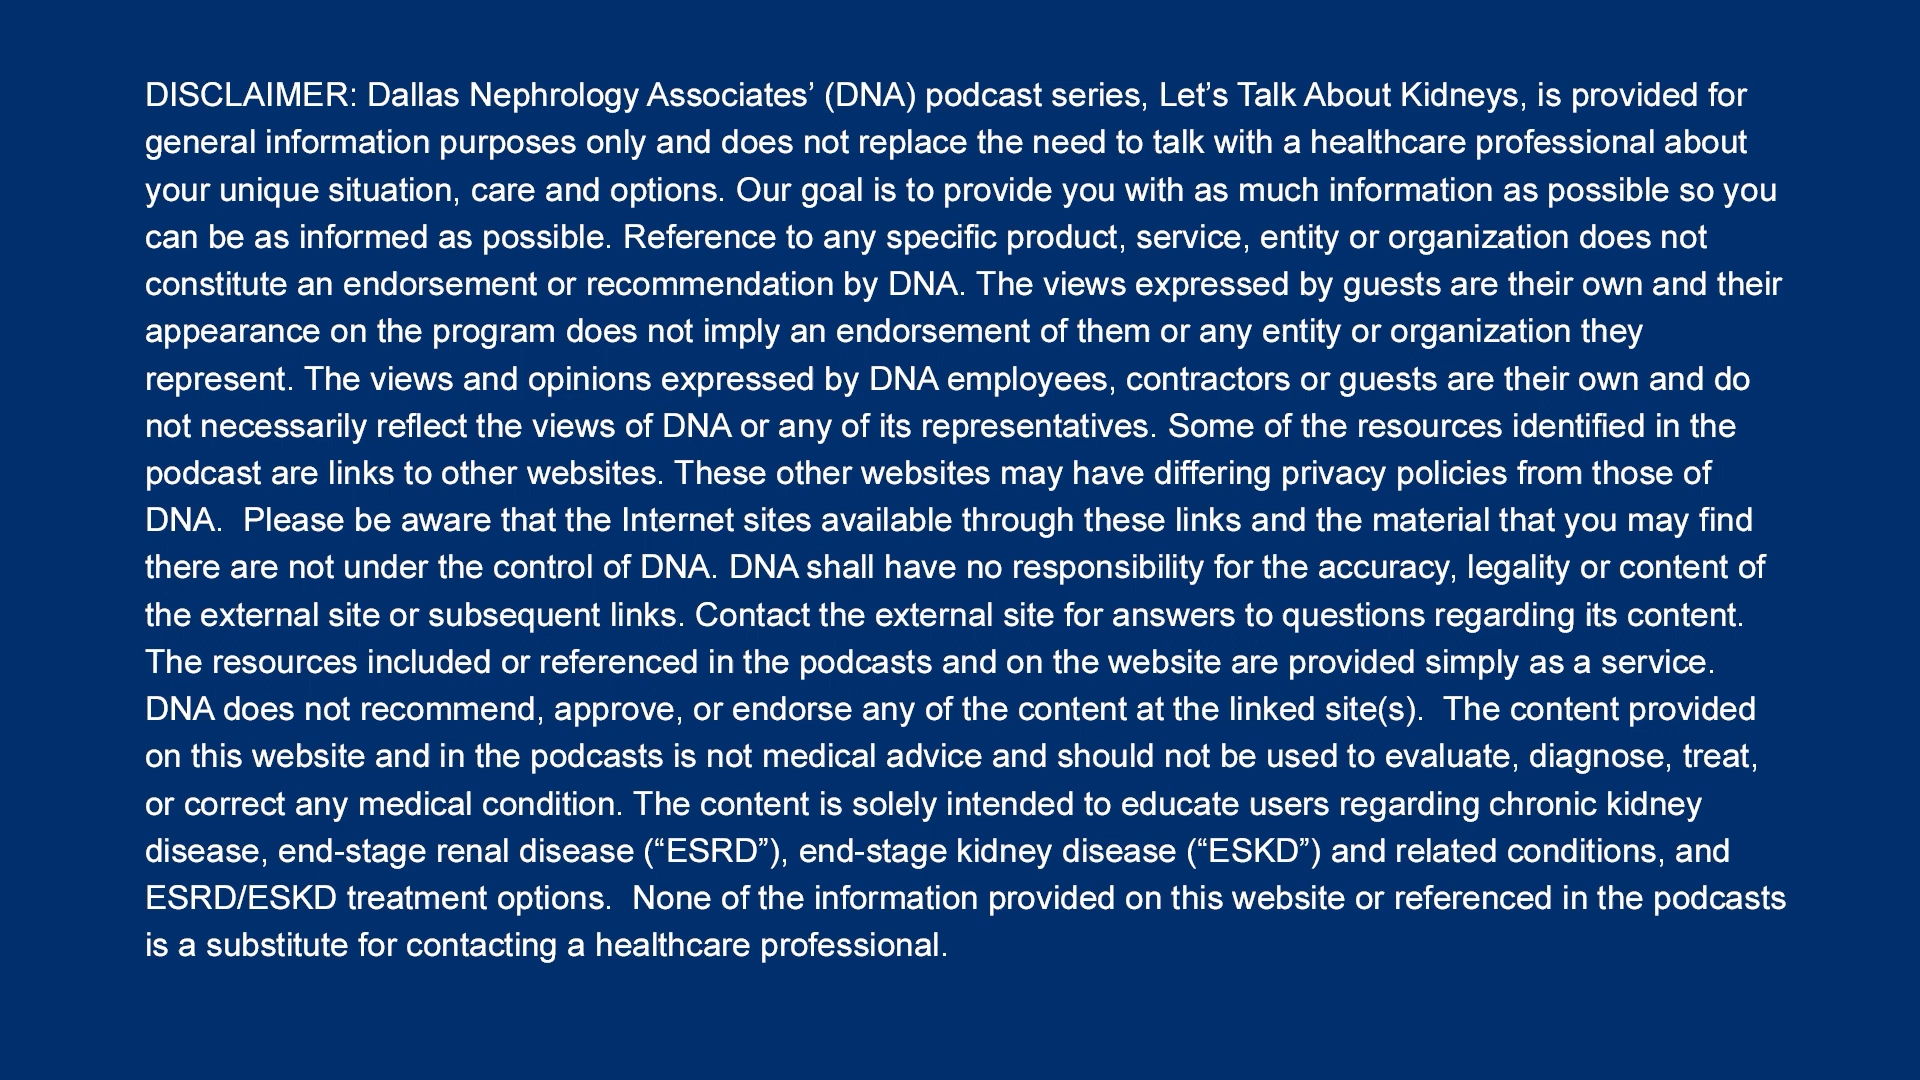 DISCLAIMER: Dallas Nephrology Associates’ (DNA) podcast series, Let’s Talk About Kidneys, is provided for
general information purposes only and does not replace the need to talk with a healthcare professional about
your unique situation, care and options. Our goal is to provide you with as much information as possible so you
can be as informed as possible. Reference to any specific product, service, entity or organization does not
constitute an endorsement or recommendation by DNA. The views expressed by guests are their own and their
appearance on the program does not imply an endorsement of them or any entity or organization they
represent. The views and opinions expressed by DNA employees, contractors or guests are their own and do
not necessarily reflect the views of DNA or any of its representatives. Some of the resources identified in the
podcast are links to other websites. These other websites may have differing privacy policies from those of
DNA.  Please be aware that the Internet sites available through these links and the material that you may find
there are not under the control of DNA. DNA shall have no responsibility for the accuracy, legality or content of
the external site or subsequent links. Contact the external site for answers to questions regarding its content.
The resources included or referenced in the podcasts and on the website are provided simply as a service.
DNA does not recommend, approve, or endorse any of the content at the linked site(s).  The content provided
on this website and in the podcasts is not medical advice and should not be used to evaluate, diagnose, treat,
or correct any medical condition. The content is solely intended to educate users regarding chronic kidney
disease, end-stage renal disease (“ESRD”), end-stage kidney disease (“ESKD”) and related conditions, and
ESRD/ESKD treatment options.  None of the information provided on this website or referenced in the podcasts
is a substitute for contacting a healthcare professional.